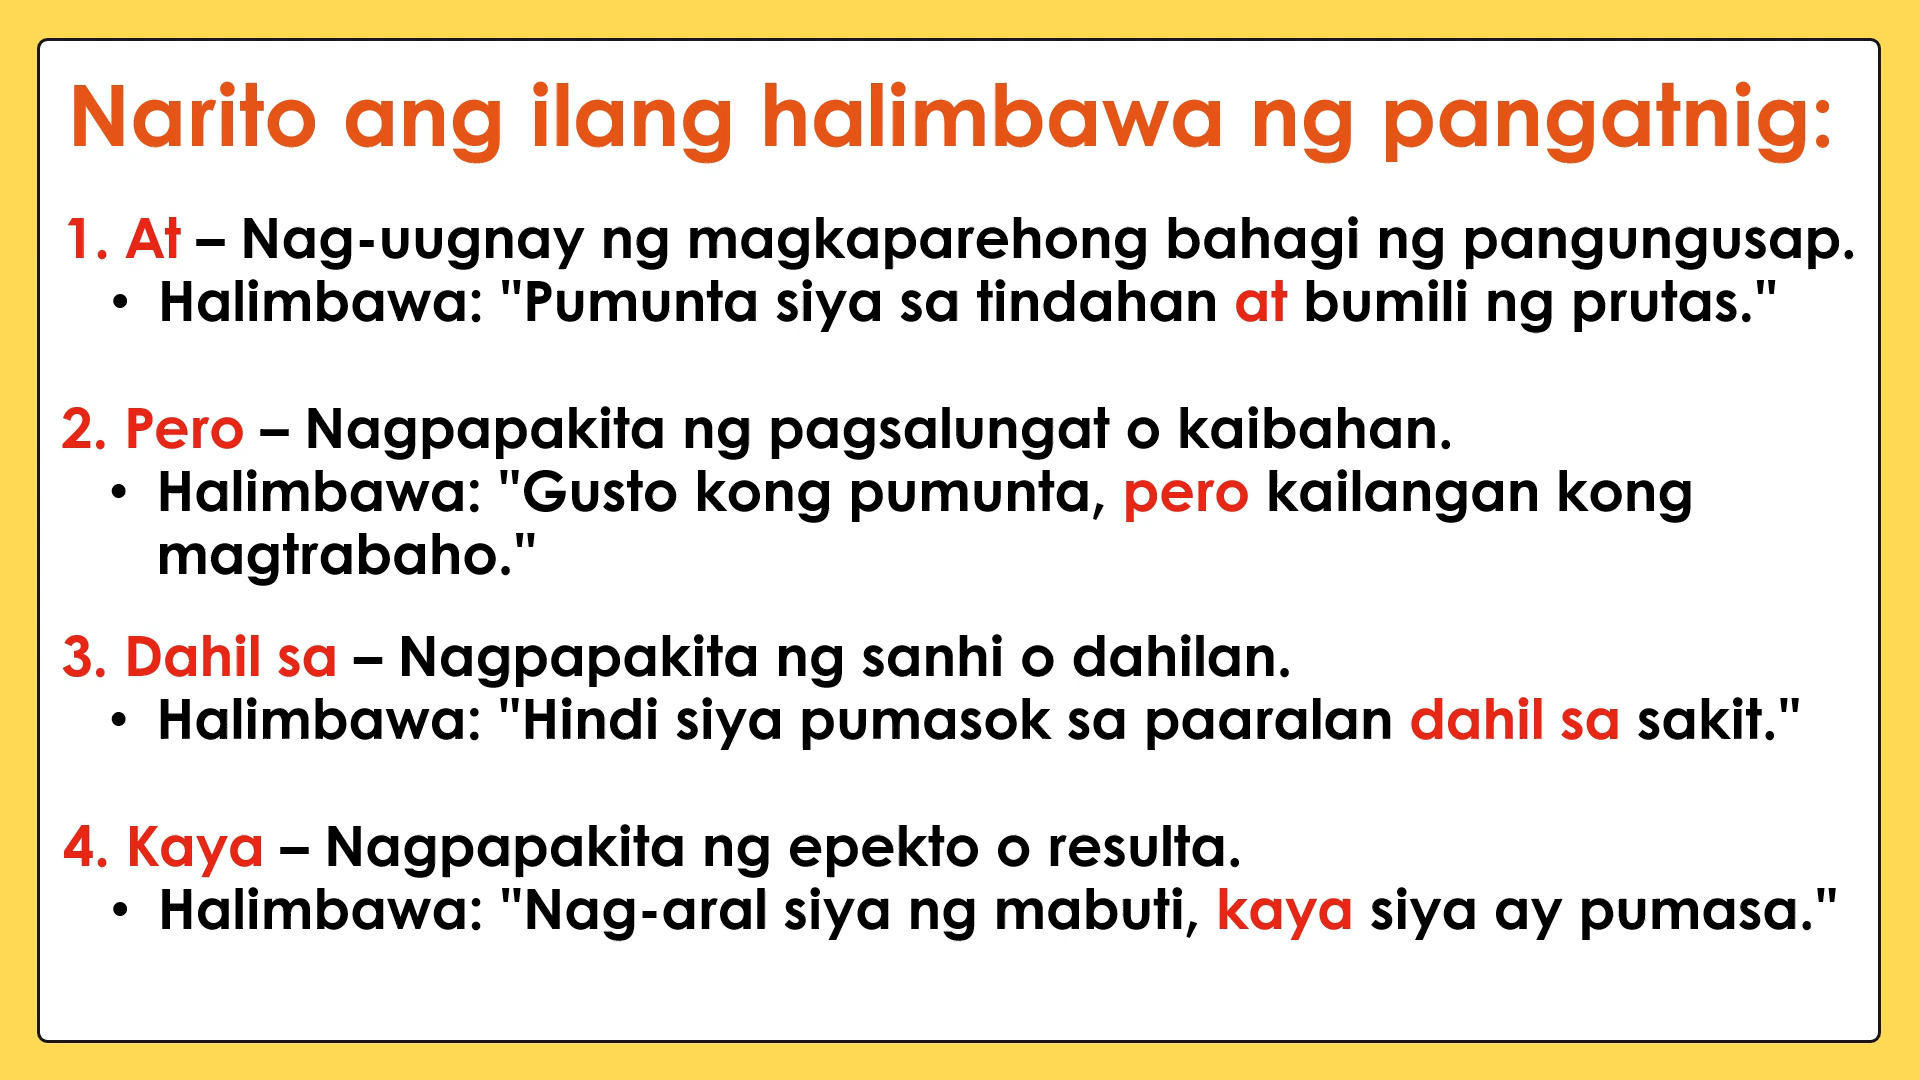 Narito ang ilang halimbawa ng pangatnig:
1. At – Nag-uugnay ng magkaparehong bahagi ng pangungusap.
• Halimbawa: "Pumunta siya sa tindahan at bumili ng prutas."
2. Pero – Nagpapakita ng pagsalungat o kaibahan.
• Halimbawa: "Gusto kong pumunta, pero kailangan kong
magtrabaho."
3. Dahil sa – Nagpapakita ng sanhi o dahilan.
• Halimbawa: "Hindi siya pumasok sa paaralan dahil sa sakit."
4. Kaya – Nagpapakita ng epekto o resulta.
• Halimbawa: "Nag-aral siya ng mabuti, kaya siya ay pumasa."